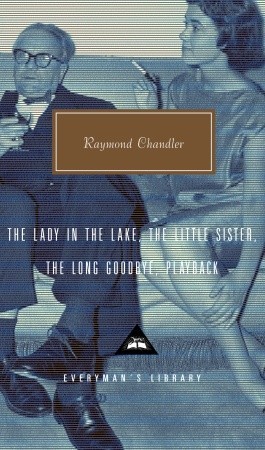 Raymond Chandler
THE LADY IN THE LAKE, THE LITTLE SISTER,
THE LONG GOODBYE, PLAYBACK
EVERYMAN'S LIBRARY